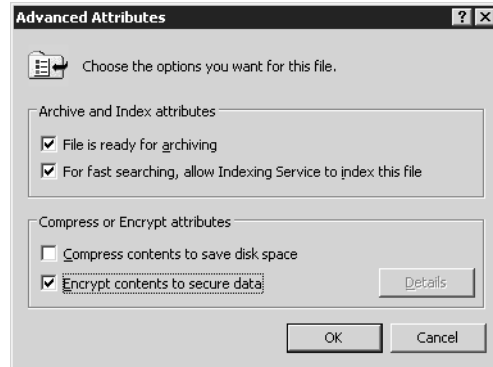 Advanced Attributes
Choose the options you want for this file.
Archive and Index attributes
File is ready for archiving
For fast searching, allow Indexing Service to index this file
Compress or Encrypt attributes
Compress contents to save disk space
Encrypt contents to secure data
Details
OK
Cancel